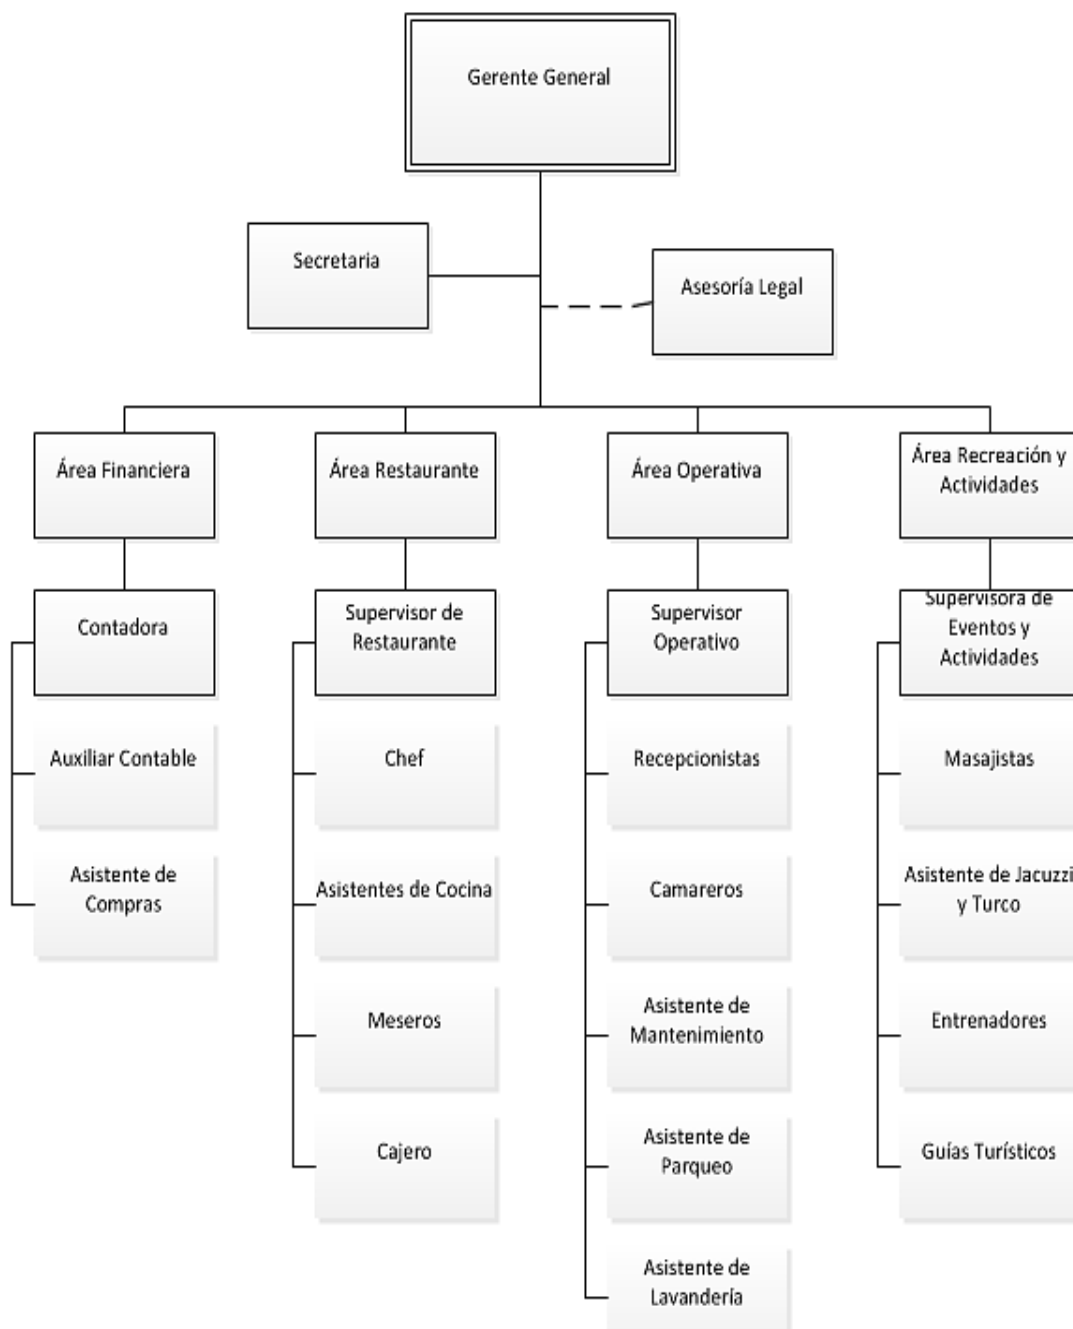 Gerente General
Secretaria
Asesoría Legal
Área Financiera
Área Restaurante
Área Operativa
Área Recreación y
Actividades
Contadora
Supervisor de
Restaurante
Supervisor
Operativo
Supervisora de
Eventos y
Actividades
Auxiliar Contable
Chef
Recepcionistas
Masajistas
Asistente de
Compras
Asistentes de Cocina
Camareros
Asistente de Jacuzzi
y Turco
Meseros
Asistente de
Mantenimiento
Entrenadores
Cajero
Asistente de
Parqueo
Guías Turísticos
Asistente de
Lavandería